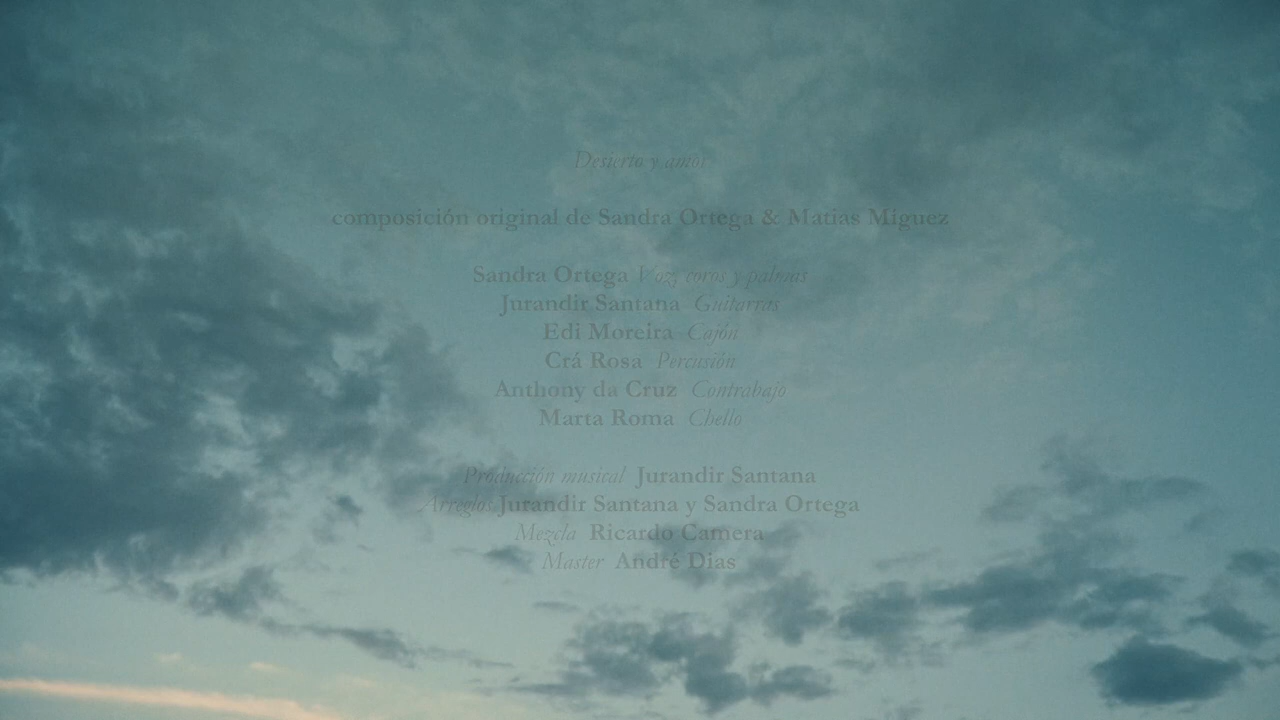 Desierto y amor
composición original de Sandra Ortega & Matias Miguez
Sandra Ortega Voz, coros y palmas
Jurandir Santana Guitarras
Edi Moreira Cajón
Crá Rosa Percusión
Anthony da Cruz Contrabajo
Marta Roma Chello
Producción musical Jurandir Santana
Arreglos Jurandir Santana y Sandra Ortega
Mezcla Ricardo Camera
Master André Dias